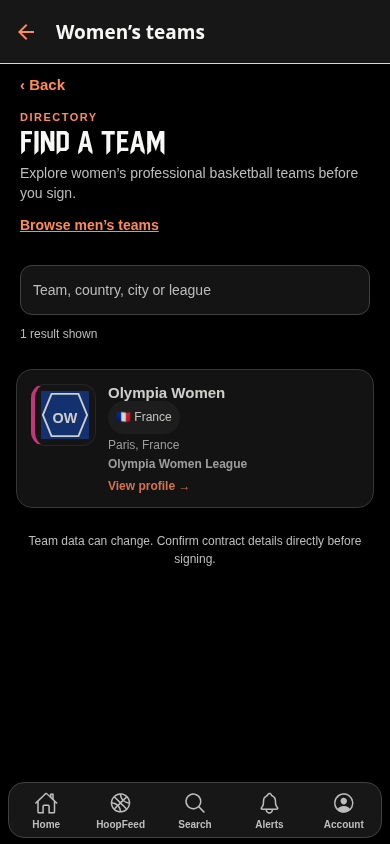 Women’s teams
‹ Back
DIRECTORY
FIND A TEAM
Explore women’s professional basketball teams before
you sign.
Browse men’s teams
Team, country, city or league
1 result shown
OW
Olympia Women
🇫🇷 France
Paris, France
Olympia Women League
View profile →
Team data can change. Confirm contract details directly before
signing.
Home
HoopFeed
Search
Alerts
Account